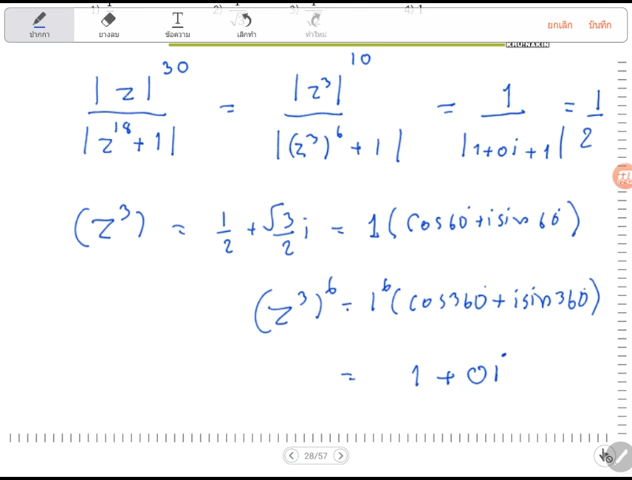 ปากกา ยางลบ ข้อความ เลิกทำ ทำใหม่ ยกเลิก บันทึก
KRU NAKIN
|z|^30 / |z^18 + 1| = |z^3|^10 / |(z^3)^6 + 1| = 1 / |1+0i+1| = 1/2
(z^3) = 1/2 + √3/2 i = 1(cos60° + isin60°)
(z^3)^6 = 1^6 (cos360° + isin360°)
= 1 + 0i
28/57